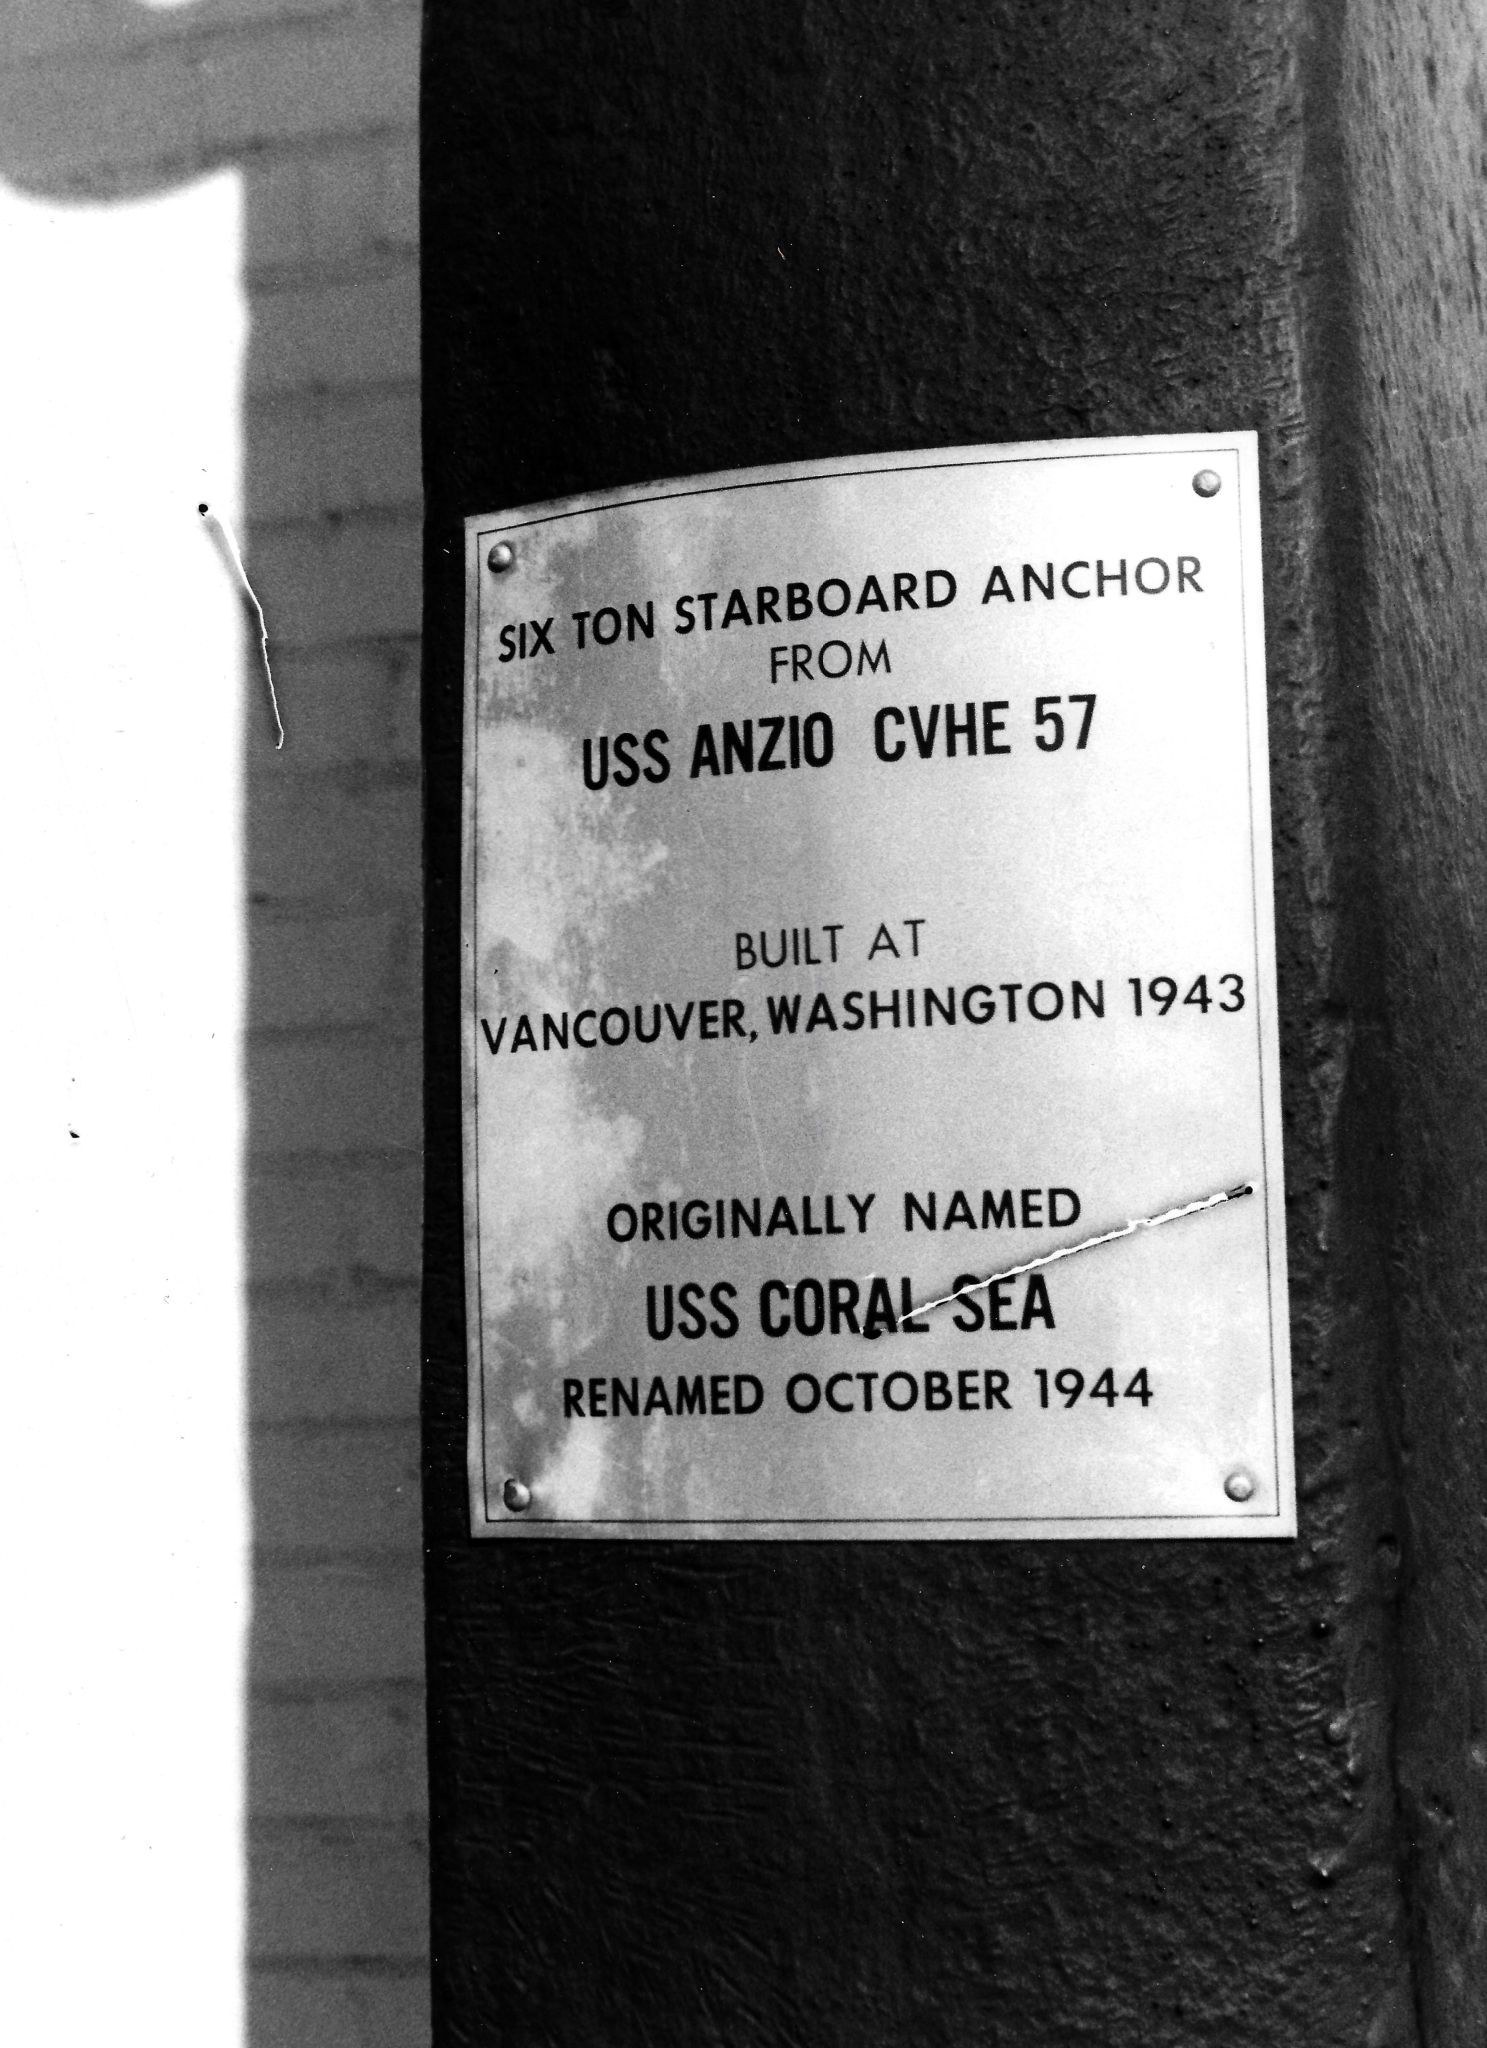 SIX TON STARBOARD ANCHOR
FROM
USS ANZIO CVHE 57
BUILT AT
VANCOUVER, WASHINGTON 1943
ORIGINALLY NAMED
USS CORAL SEA
RENAMED OCTOBER 1944